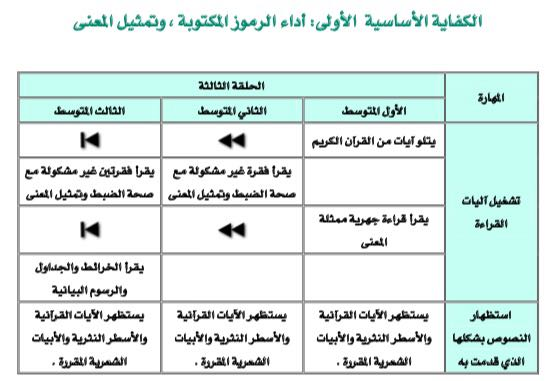 الكفاية الأساسية الأولى: أداء الرموز المكتوبة ، وتمثيل المعنى
المهارة
الحلقة الثالثة
الأول المتوسط
الثاني المتوسط
الثالث المتوسط
تشغيل آليات
القراءة
يتلو آيات من القرآن الكريم
يقرأ فقرة غير مشكولة مع
صحة الضبط وتمثيل المعنى
يقرأ فقرتين غير مشكولة مع
صحة الضبط وتمثيل المعنى
يقرأ قراءة جهرية ممثلة
المعنى
يقرأ الخرائط والجداول
والرسوم البيانية
استظهار
النصوص بشكلها
الذي قدمت به
يستظهر الآيات القرآنية
والأسطر النثرية والأبيات
الشعرية المقررة .
يستظهر الآيات القرآنية
والأسطر النثرية والأبيات
الشعرية المقررة .
يستظهر الآيات القرآنية
والأسطر النثرية والأبيات
الشعرية المقررة .